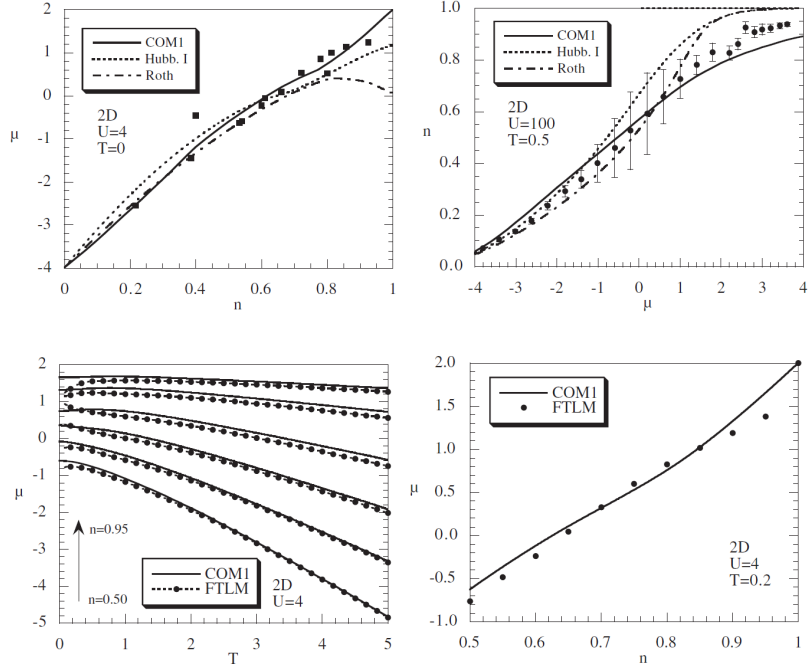 2
1
0
-1
-2
-3
-4
μ
COM1
Hubb. I
Roth
2D
U=4
T=0
0
0.2
0.4
0.6
0.8
1
n
1.0
0.8
0.6
0.4
0.2
0.0
n
COM1
Hubb. I
Roth
2D
U=100
T=0.5
-4
-3
-2
-1
0
1
2
3
4
μ
2
1
0
-1
-2
-3
-4
-5
μ
n=0.95
n=0.50
COM1
FTLM
2D
U=4
0
1
2
3
4
5
T
2.0
1.5
1.0
0.5
0.0
-0.5
-1.0
μ
COM1
FTLM
2D
U=4
T=0.2
0.5
0.6
0.7
0.8
0.9
1
n